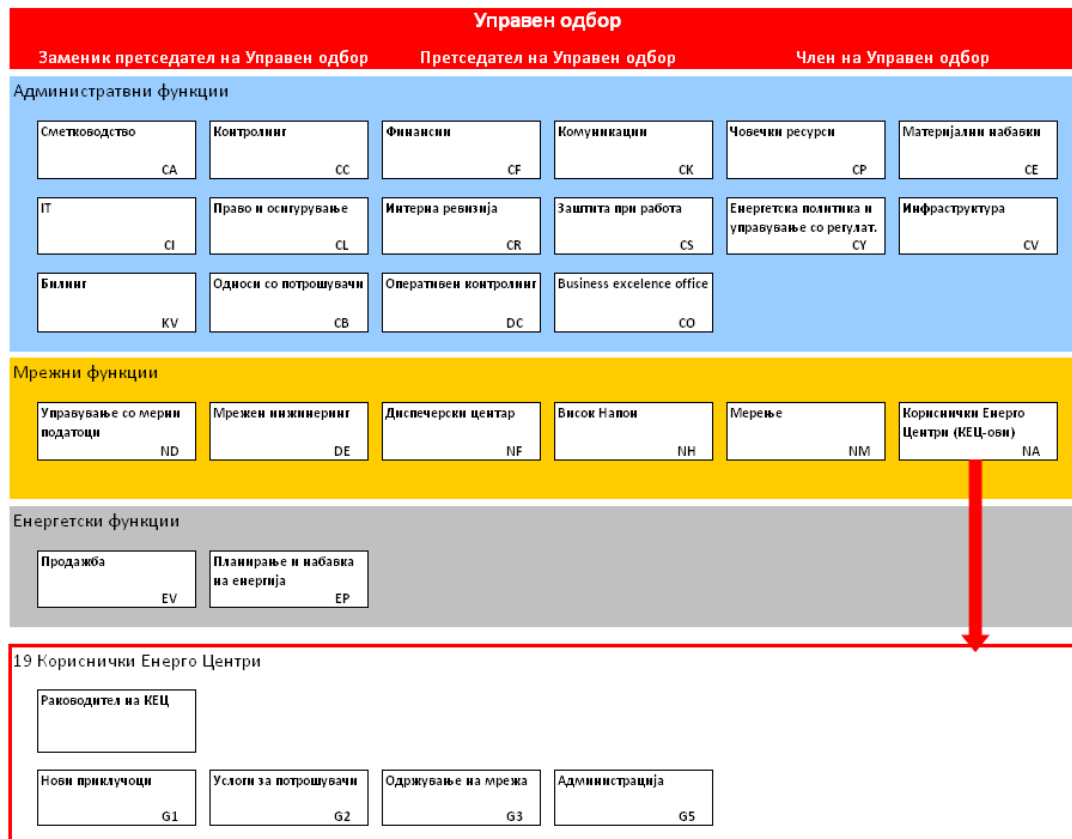 Управен одбор
Заменик претседател на Управен одбор
Претседател на Управен одбор
Член на Управен одбор
Администратвни функции
Сметководство
CA
Контролинг
CC
Финансии
CF
Комуникации
CK
Човечки ресурси
CP
Материјални набавки
CE
IT
CI
Право и осигурување
CL
Интерна ревизија
CR
Заштита при работа
CS
Енергетска политика и
управување со регулат.
CY
Инфраструктура
CV
Билинг
KV
Односи со потрошувачи
CB
Оперативен контролинг
DC
Business excelence office
CO
Мрежни функции
Управување со мерни
податоци
ND
Мрежен инжинеринг
DE
Диспечерски центар
NF
Висок Напон
NH
Мерење
NM
Кориснички Енерго
Центри (КЕЦ-ови)
NA
Енергетски функции
Продажба
EV
Планирање и набавка
на енергија
EP
19 Кориснички Енерго Центри
Раководител на КЕЦ
Нови приклучоци
G1
Услоги за потрошувачи
G2
Одржување на мрежа
G3
Администрација
G5